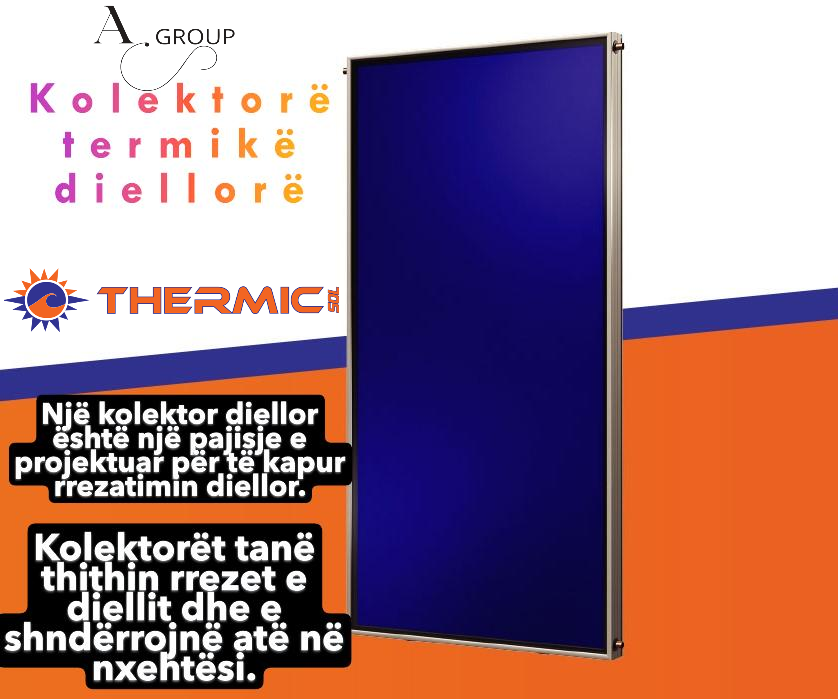 A. GROUP
Kolektorë
termikë
diellorë
THERMIC SOL
Një kolektor diellor
është një pajisje e
projektuar për të kapur
rrezatimin diellor.
Kolektorët tanë
thithin rrezet e
diellit dhe e
shndërrojnë atë në
nxehtësi.